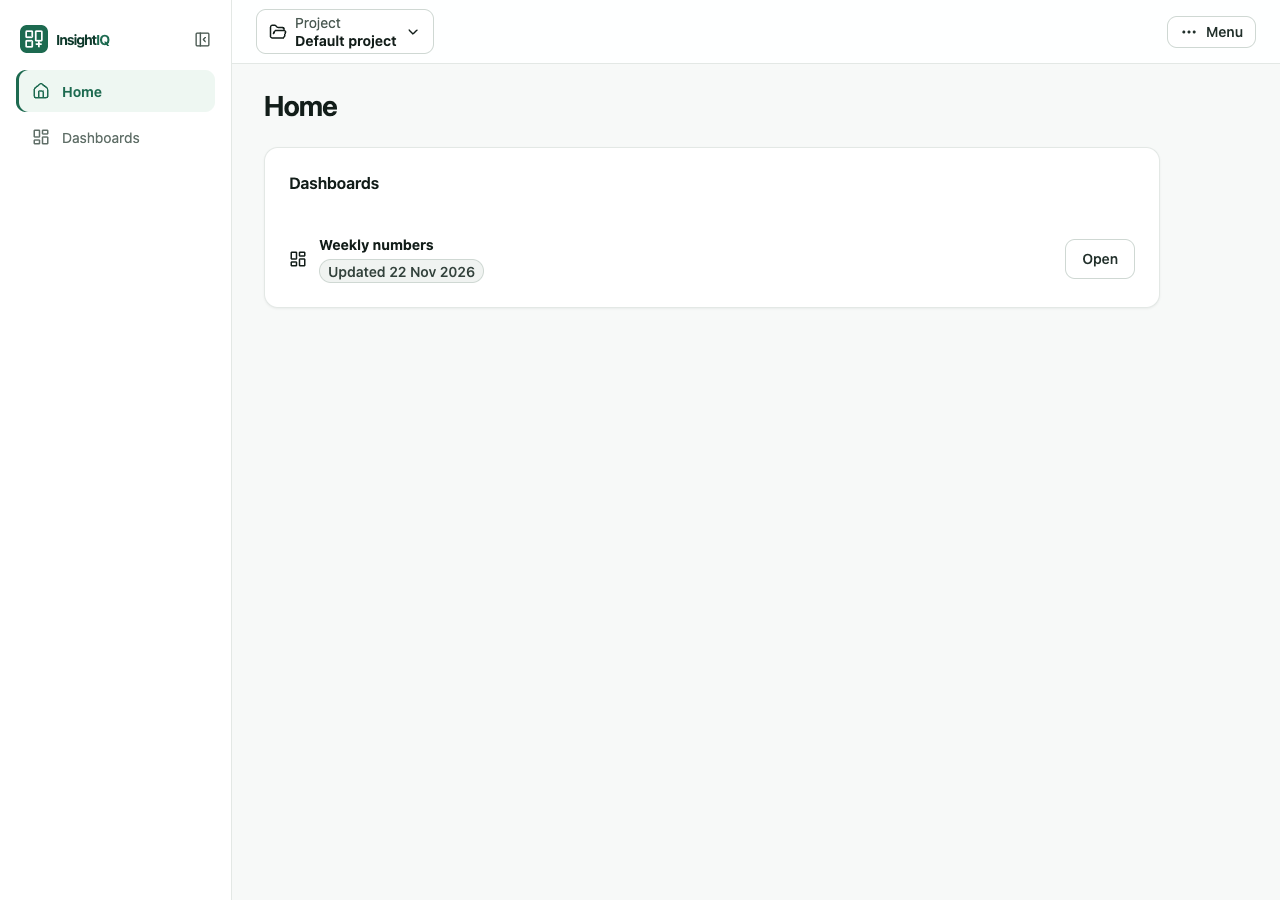 InsightIQ
Home
Dashboards
Project
Default project
Menu
Home
Dashboards
Weekly numbers
Updated 22 Nov 2026
Open